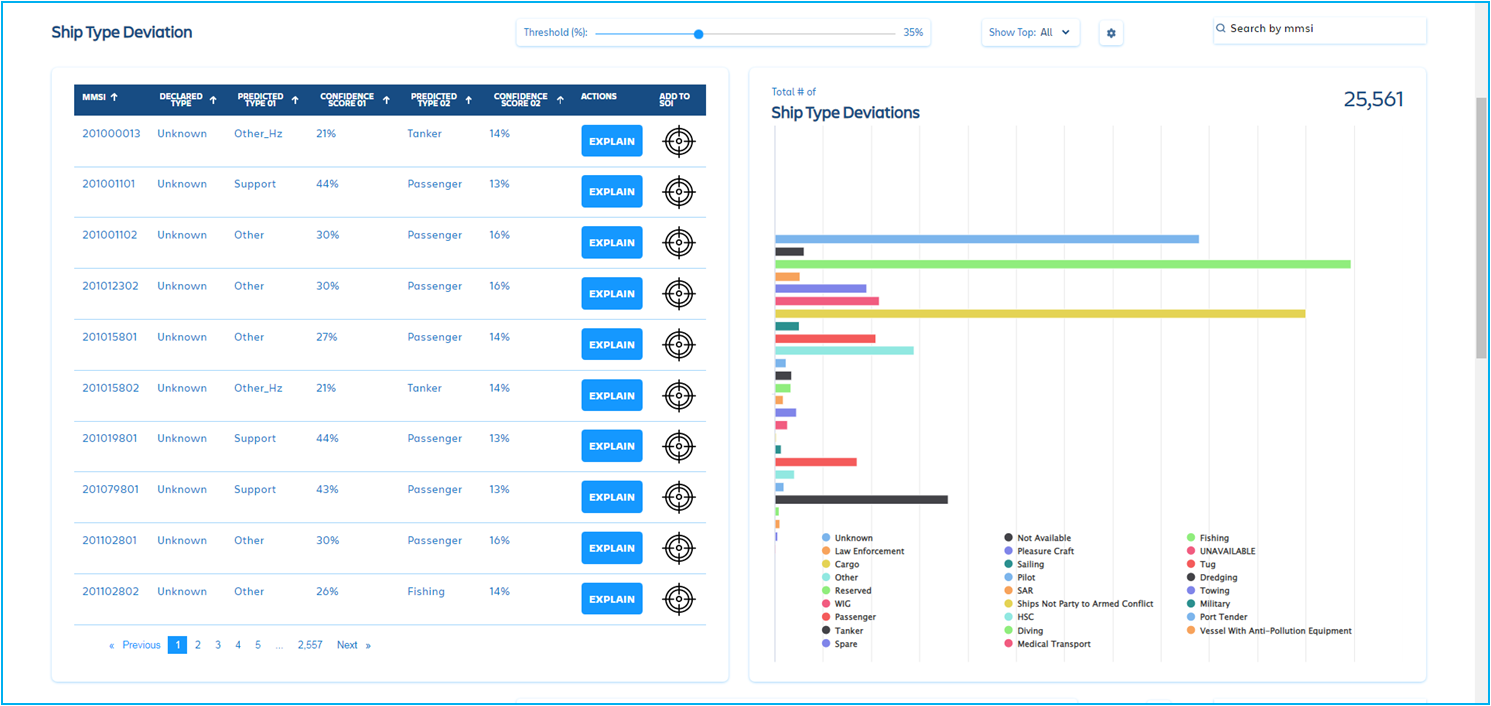 Ship Type Deviation
Threshold (%): 35%
Show Top: All
Search by mmsi
MMSI DECLARED TYPE PREDICTED TYPE 01 CONFIDENCE SCORE 01 PREDICTED TYPE 02 CONFIDENCE SCORE 02 ACTIONS ADD TO SOI
201000013 Unknown Other_Hz 21% Tanker 14% EXPLAIN
201001101 Unknown Support 44% Passenger 13% EXPLAIN
201001102 Unknown Other 30% Passenger 16% EXPLAIN
201012302 Unknown Other 30% Passenger 16% EXPLAIN
201015801 Unknown Other 27% Passenger 14% EXPLAIN
201015802 Unknown Other_Hz 21% Tanker 14% EXPLAIN
201019801 Unknown Support 44% Passenger 13% EXPLAIN
201079801 Unknown Support 43% Passenger 13% EXPLAIN
201102801 Unknown Other 30% Passenger 16% EXPLAIN
201102802 Unknown Other 26% Fishing 14% EXPLAIN
« Previous 1 2 3 4 5 ... 2,557 Next »
Total # of
Ship Type Deviations
25,561
Unknown Not Available Fishing
Law Enforcement Pleasure Craft UNAVAILABLE
Cargo Sailing Tug
Other Pilot Dredging
Reserved SAR Towing
WIG Ships Not Party to Armed Conflict Military
Passenger HSC Port Tender
Tanker Diving Vessel With Anti-Pollution Equipment
Spare Medical Transport